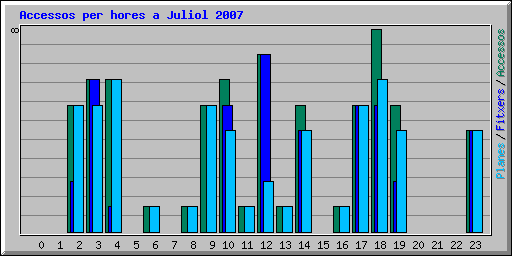 Accessos per hores a Juliol 2007
8
Planes / Fitxers / Accessos
0 1 2 3 4 5 6 7 8 9 10 11 12 13 14 15 16 17 18 19 20 21 22 23